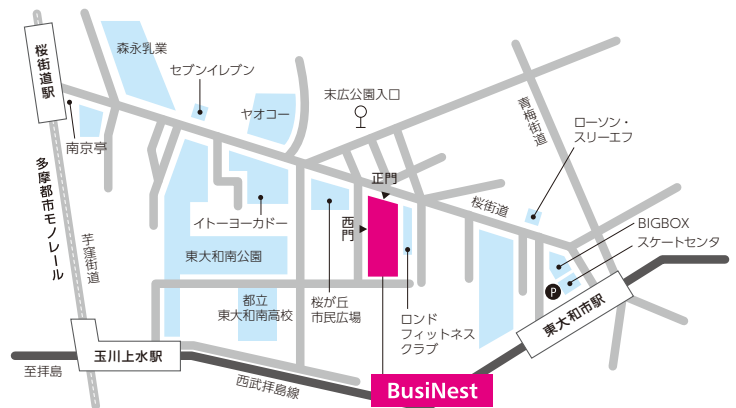 桜街道駅
森永乳業
セブンイレブン
ヤオコー
末広公園入口
青梅街道
ローソン・
スリーエフ
南京亭
多摩都市モノレール
芋窪街道
イトーヨーカドー
正門
西門
桜街道
BIGBOX
スケートセンタ
東大和南公園
P
都立
東大和南高校
桜が丘
市民広場
ロンド
フィットネス
クラブ
東大和市駅
玉川上水駅
至拝島
西武拝島線
BusiNest